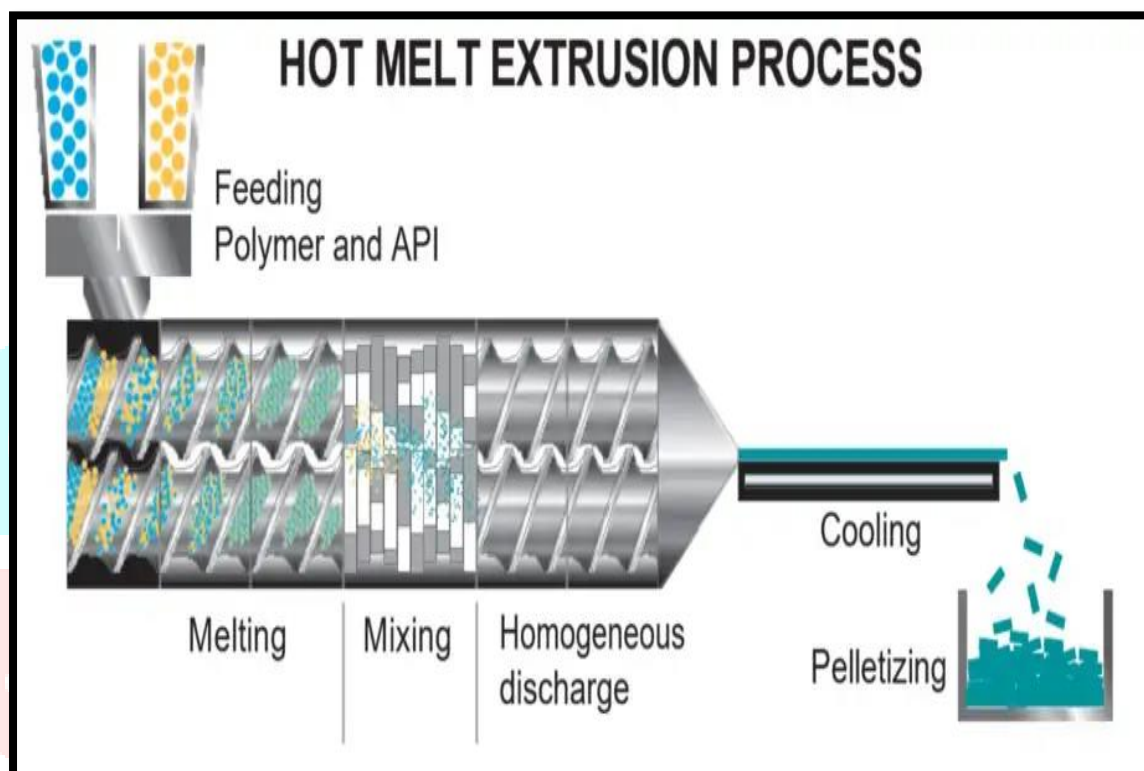 HOT MELT EXTRUSION PROCESS
Feeding
Polymer and API
Melting
Mixing
Homogeneous
discharge
Cooling
Pelletizing